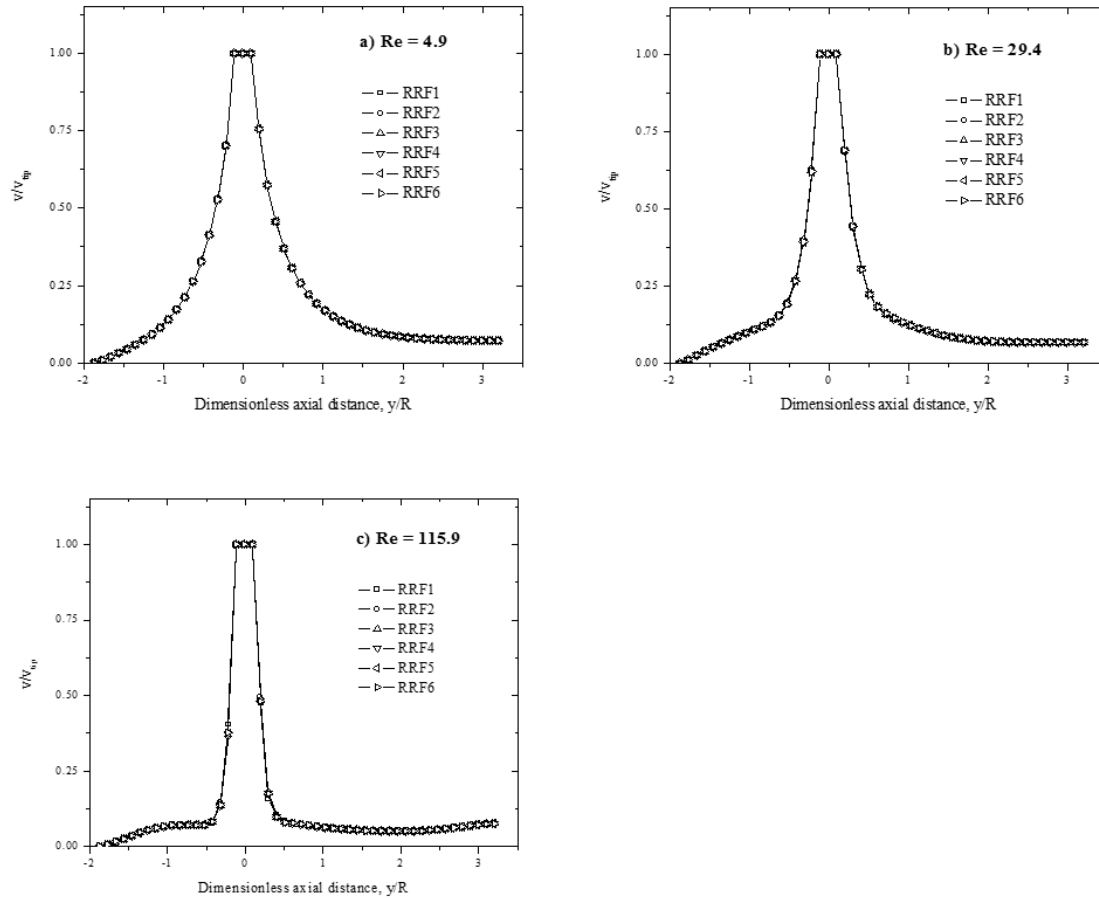 a) Re = 4.9
RRF1
RRF2
RRF3
RRF4
RRF5
RRF6
1.00
0.75
0.50
0.25
0.00
v/v_tip
-2
-1
0
1
2
3
Dimensionless axial distance, y/R
b) Re = 29.4
RRF1
RRF2
RRF3
RRF4
RRF5
RRF6
1.00
0.75
0.50
0.25
0.00
v/v_tip
-2
-1
0
1
2
3
Dimensionless axial distance, y/R
c) Re = 115.9
RRF1
RRF2
RRF3
RRF4
RRF5
RRF6
1.00
0.75
0.50
0.25
0.00
v/v_tip
-2
-1
0
1
2
3
Dimensionless axial distance, y/R